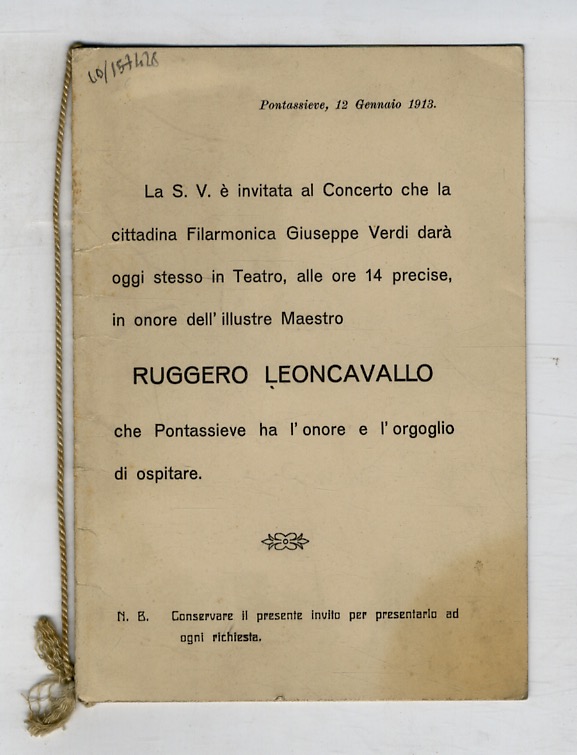 LO/157428
Pontassieve, 12 Gennaio 1913.
La S. V. è invitata al Concerto che la
cittadina Filarmonica Giuseppe Verdi darà
oggi stesso in Teatro, alle ore 14 precise,
in onore dell'illustre Maestro
RUGGERO LEONCAVALLO
che Pontassieve ha l'onore e l'orgoglio
di ospitare.
N. B. Conservare il presente invito per presentarlo ad
ogni richiesta.